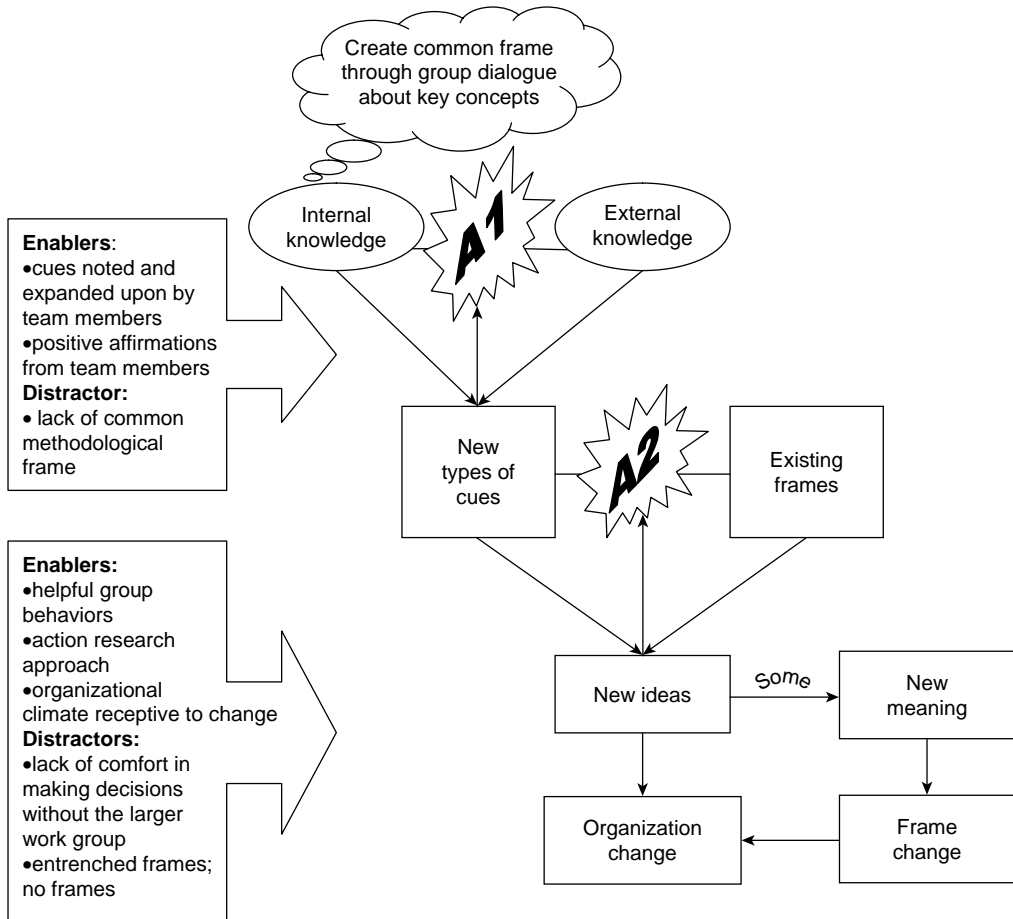 Create common frame
through group dialogue
about key concepts
Internal
knowledge
A1
External
knowledge
Enablers:
•cues noted and
expanded upon by
team members
•positive affirmations
from team members
Distractor:
• lack of common
methodological
frame
New
types of
cues
A2
Existing
frames
Enablers:
•helpful group
behaviors
•action research
approach
•organizational
climate receptive to change
Distractors:
•lack of comfort in
making decisions
without the larger
work group
•entrenched frames;
no frames
New ideas
Some
New
meaning
Organization
change
Frame
change